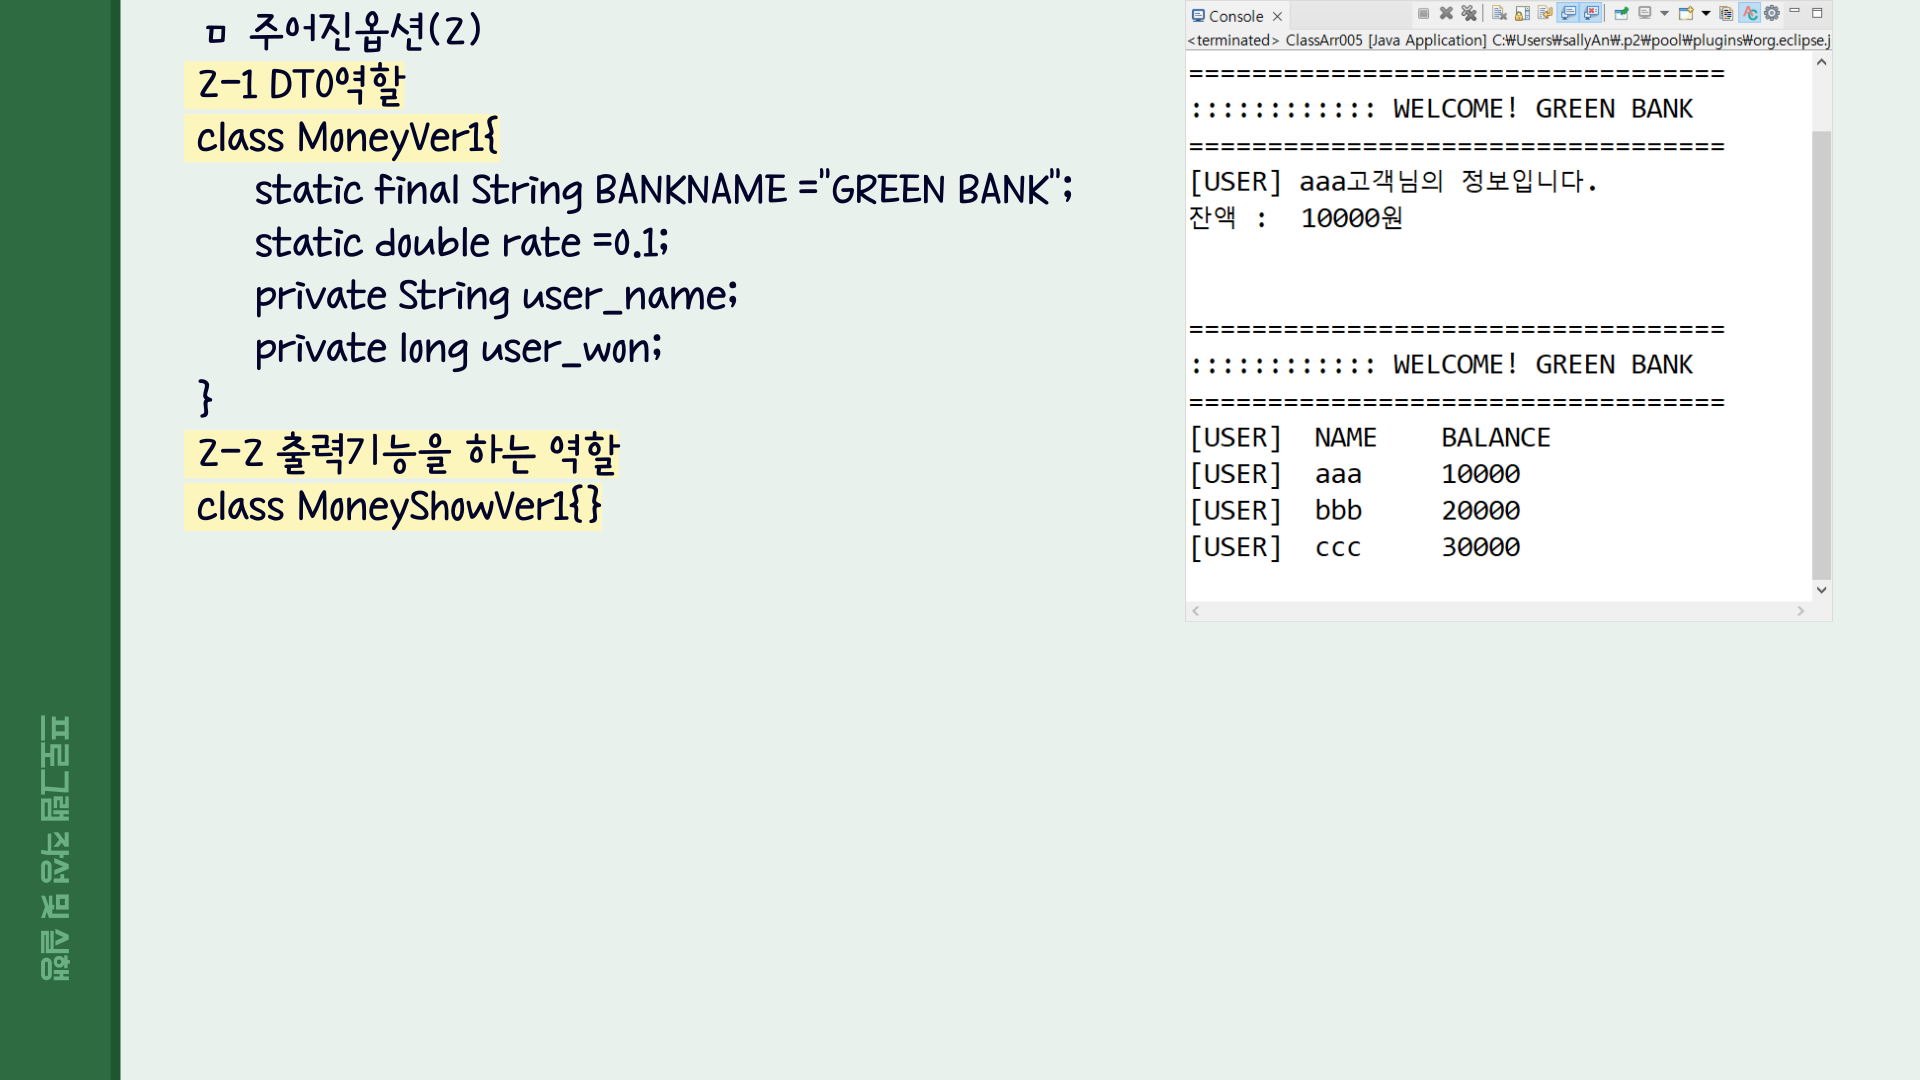 ㅁ 주어진옵션(2)
2-1 DTO역할
class MoneyVer1{
static final String BANKNAME ="GREEN BANK";
static double rate =0.1;
private String user_name;
private long user_won;
}
2-2 출력기능을 하는 역할
class MoneyShowVer1{}
Console
<terminated> ClassArr005 [Java Application] C:₩Users₩sallyAn₩.p2₩pool₩plugins₩org.eclipse.j
==================================
:::::::::::: WELCOME! GREEN BANK
==================================
[USER] aaa고객님의 정보입니다.
잔액 : 10000원
==================================
:::::::::::: WELCOME! GREEN BANK
==================================
[USER] NAME BALANCE
[USER] aaa 10000
[USER] bbb 20000
[USER] ccc 30000
프로그램 작성 및 실행